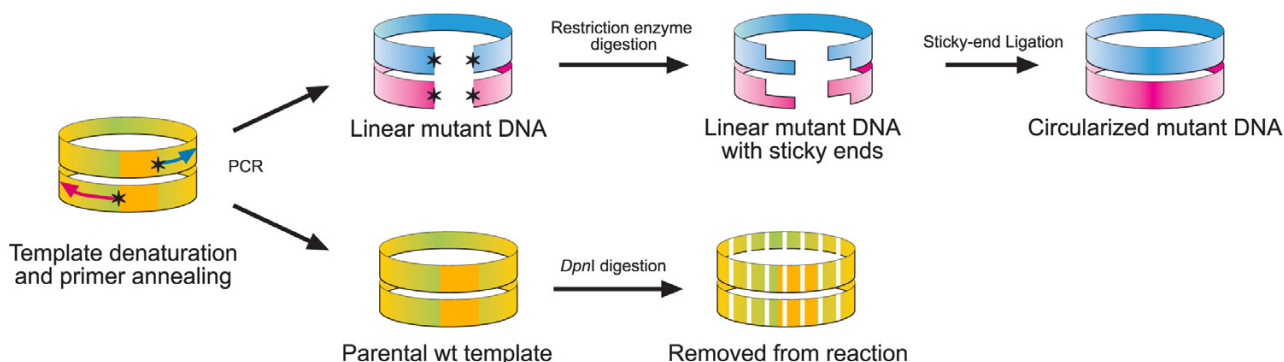 Restriction enzyme
digestion
Sticky-end Ligation
Linear mutant DNA
Linear mutant DNA
with sticky ends
Circularized mutant DNA
PCR
Template denaturation
and primer annealing
DpnI digestion
Parental wt template
Removed from reaction